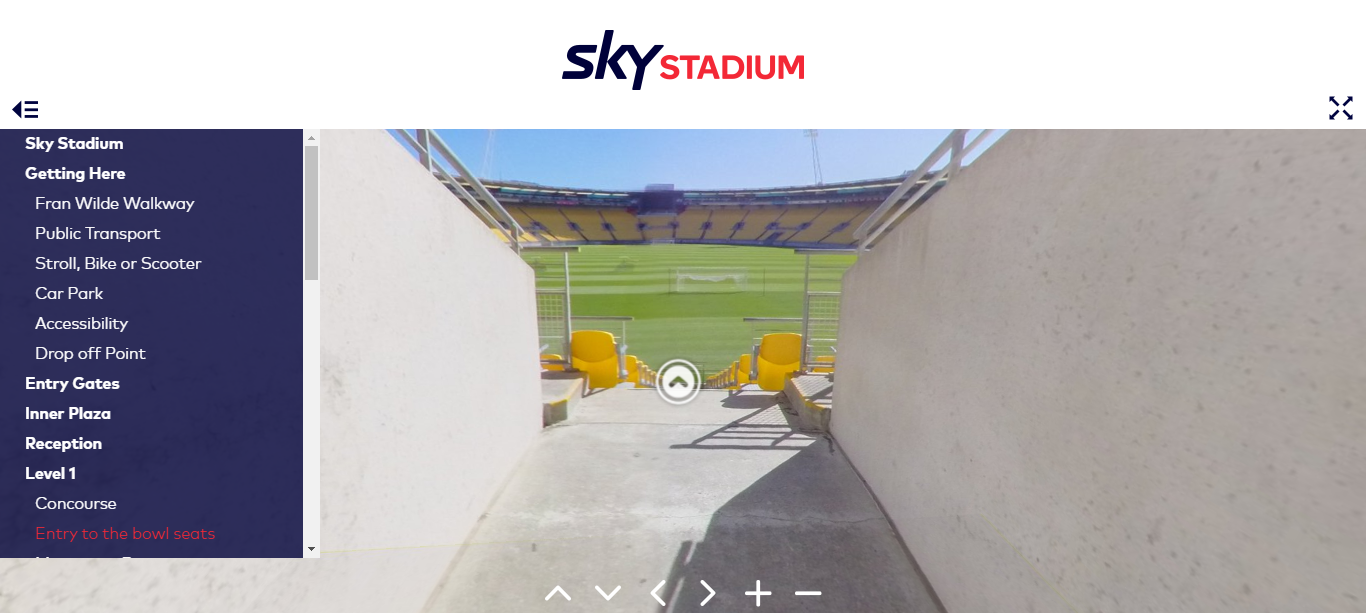 sky STADIUM
Sky Stadium
Getting Here
Fran Wilde Walkway
Public Transport
Stroll, Bike or Scooter
Car Park
Accessibility
Drop off Point
Entry Gates
Inner Plaza
Reception
Level 1
Concourse
Entry to the bowl seats